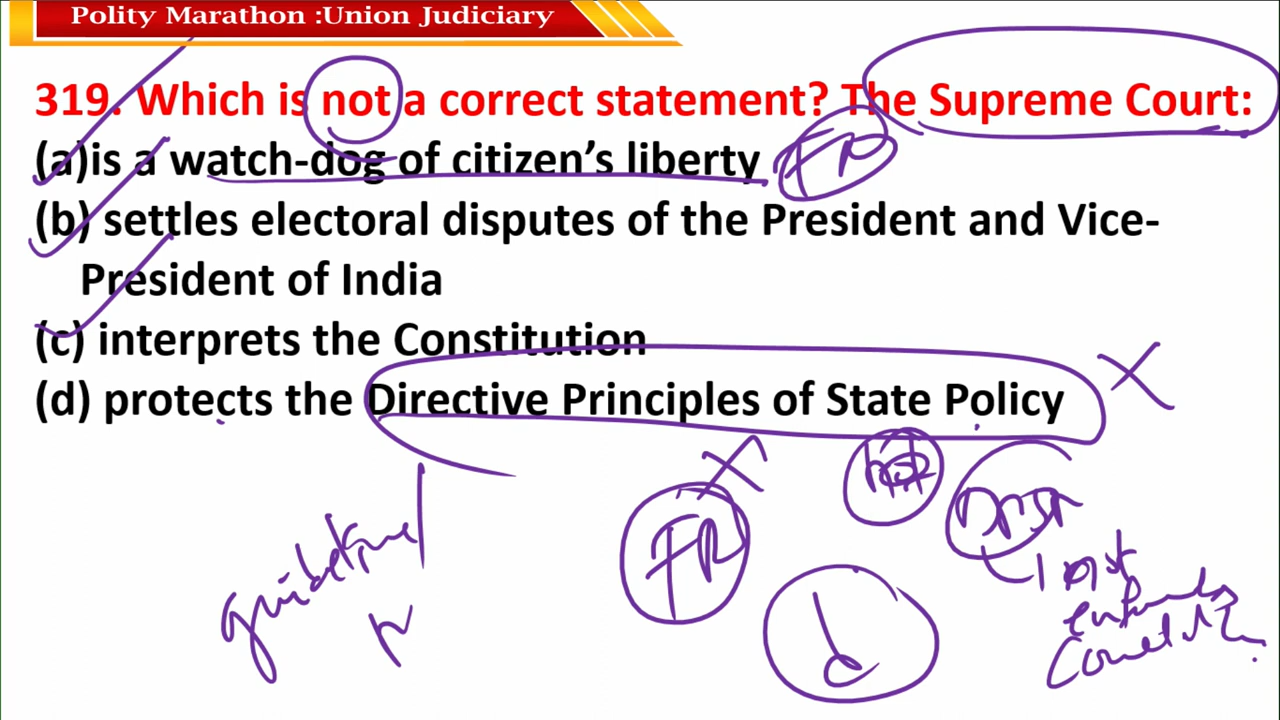 Polity Marathon :Union Judiciary
319. Which is not a correct statement? The Supreme Court:
(a)is a watch-dog of citizen’s liberty
FR
(b) settles electoral disputes of the President and Vice-
President of India
(c) interprets the Constitution
(d) protects the Directive Principles of State Policy
FR
d